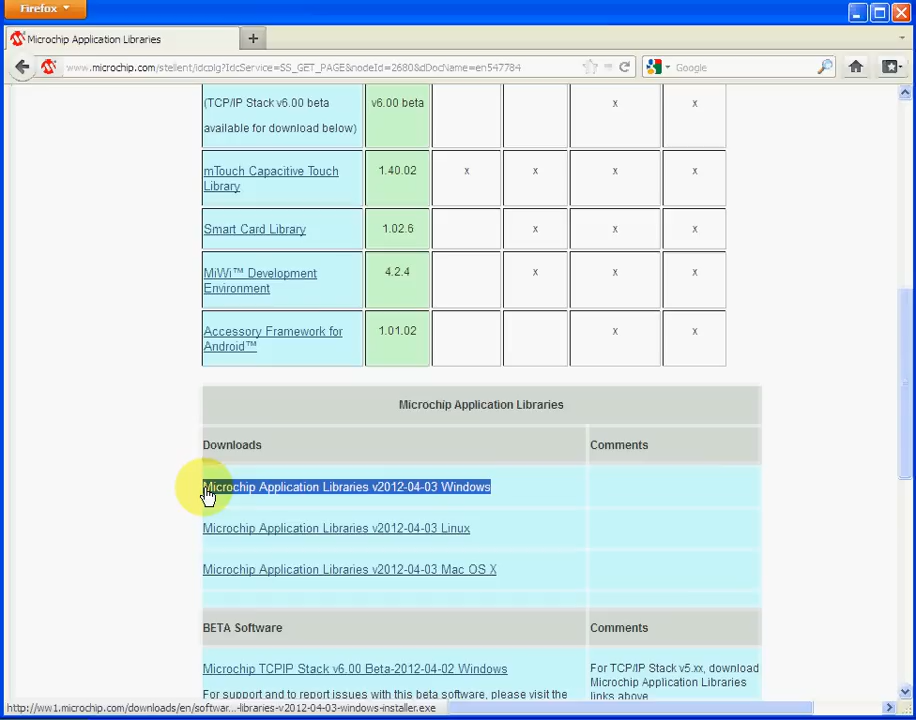 Firefox
Microchip Application Libraries
www.microchip.com/stellent/idcplg?IdcService=SS_GET_PAGE&nodeId=2680&dDocName=en547784
Google
(TCP/IP Stack v6.00 beta
available for download below)
v6.00 beta
x
x
mTouch Capacitive Touch
Library
1.40.02
x
x
x
x
Smart Card Library
1.02.6
x
x
x
MiWi™ Development
Environment
4.2.4
x
x
x
Accessory Framework for
Android™
1.01.02
x
x
Microchip Application Libraries
Downloads
Comments
Microchip Application Libraries v2012-04-03 Windows
Microchip Application Libraries v2012-04-03 Linux
Microchip Application Libraries v2012-04-03 Mac OS X
BETA Software
Comments
Microchip TCPIP Stack v6.00 Beta-2012-04-02 Windows
For support and to report issues with this beta software, please visit the
For TCP/IP Stack v5.xx, download
Microchip Application Libraries
links above
http://ww1.microchip.com/downloads/en/softwar...-libraries-v2012-04-03-windows-installer.exe